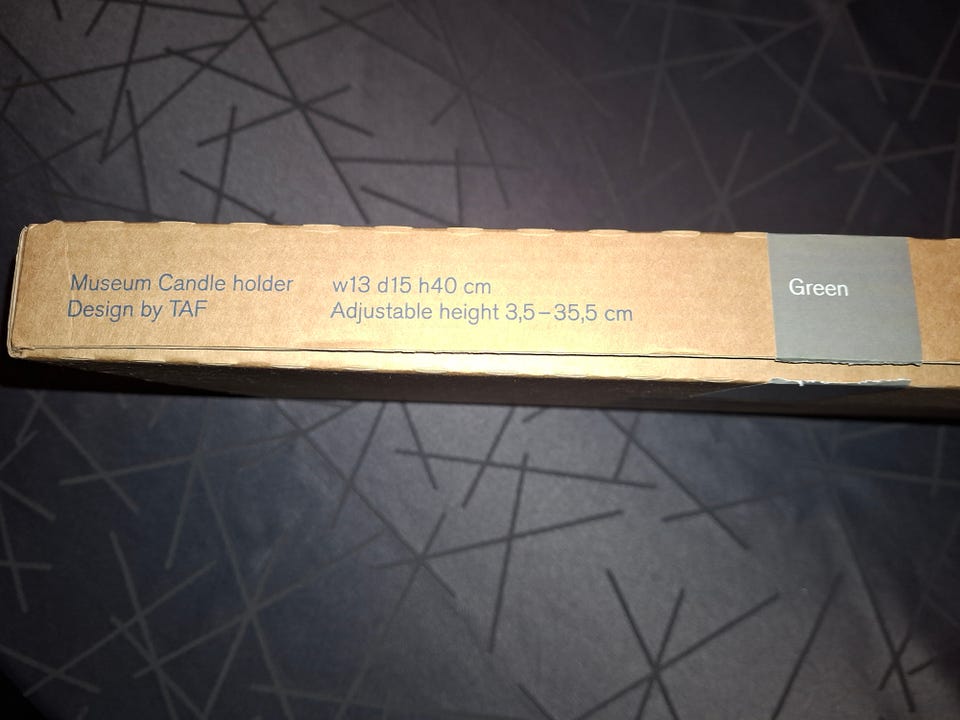 Museum Candle holder
Design by TAF
w13 d15 h40 cm
Adjustable height 3,5–35,5 cm
Green